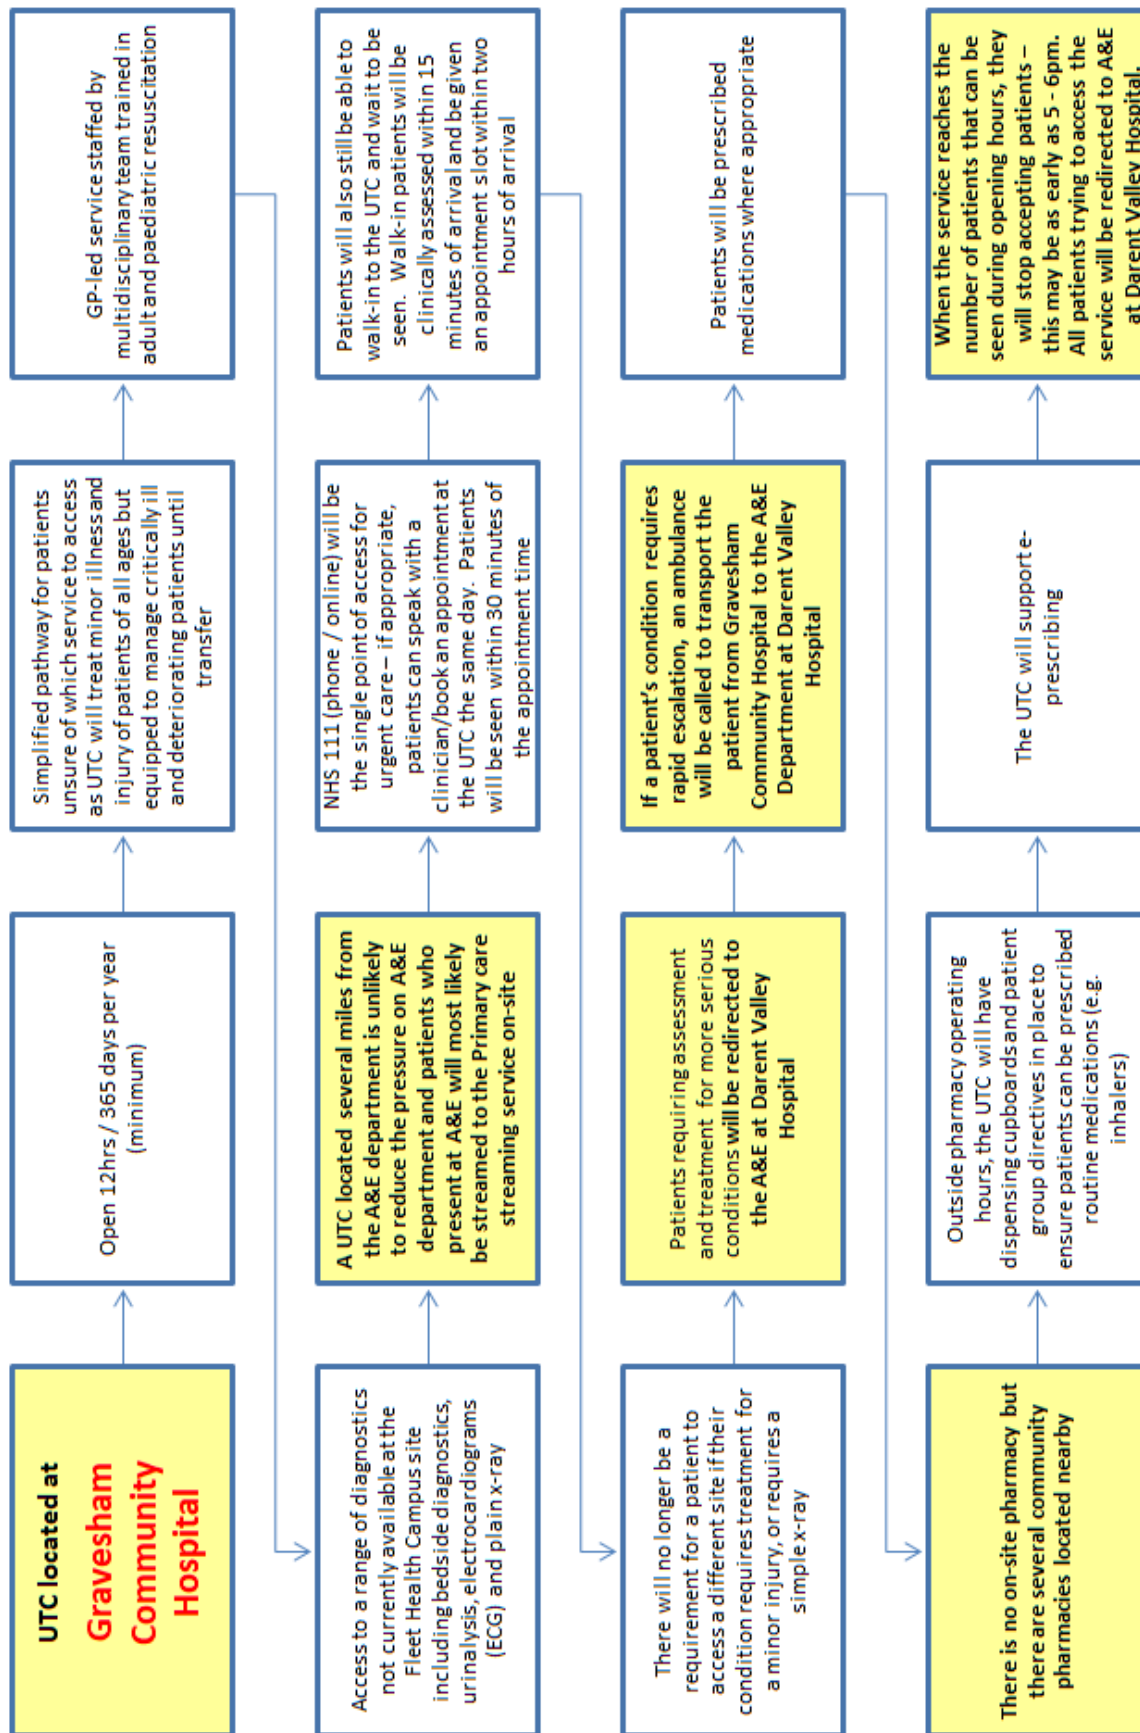 UTC located at
Gravesham
Community
Hospital
Open 12hrs / 365 days per year
(minimum)
Simplified pathway for patients
unsure of which service to access
as UTC will treat minor illness and
injury of patients of all ages but
equipped to manage critically ill
and deteriorating patients until
transfer
GP-led service staffed by
multidisciplinary team trained in
adult and paediatric resuscitation
Access to a range of diagnostics
not currently available at the
Fleet Health Campus site
including bedside diagnostics,
urinalysis, electrocardiograms
(ECG) and plain x-ray
A UTC located several miles from
the A&E department is unlikely
to reduce the pressure on A&E
department and patients who
present at A&E will most likely
be streamed to the Primary care
streaming service on-site
NHS 111 (phone / online) will be
the single point of access for
urgent care – if appropriate,
patients can speak with a
clinician/book an appointment at
the UTC the same day.  Patients
will be seen within 30 minutes of
the appointment time
Patients will also still be able to
walk-in to the UTC and wait to be
seen.  Walk-in patients will be
clinically assessed within 15
minutes of arrival and be given
an appointment slot within two
hours of arrival
There will no longer be a
requirement for a patient to
access a different site if their
condition requires treatment for
a minor injury, or requires a
simple x-ray
Patients requiring assessment
and treatment for more serious
conditions will be redirected to
the A&E at Darent Valley
Hospital
If a patient's condition requires
rapid escalation, an ambulance
will be called to transport the
patient from Gravesham
Community Hospital to the A&E
Department at Darent Valley
Hospital
Patients will be prescribed
medications where appropriate
There is no on-site pharmacy but
there are several community
pharmacies located nearby
Outside pharmacy operating
hours, the UTC will have
dispensing cupboards and patient
group directives in place to
ensure patients can be prescribed
routine medications (e.g.
inhalers)
The UTC will support e-
prescribing
When the service reaches the
number of patients that can be
seen during opening hours, they
will stop accepting patients –
this may be as early as 5 - 6pm.
All patients trying to access the
service will be redirected to A&E
at Darent Valley Hospital.